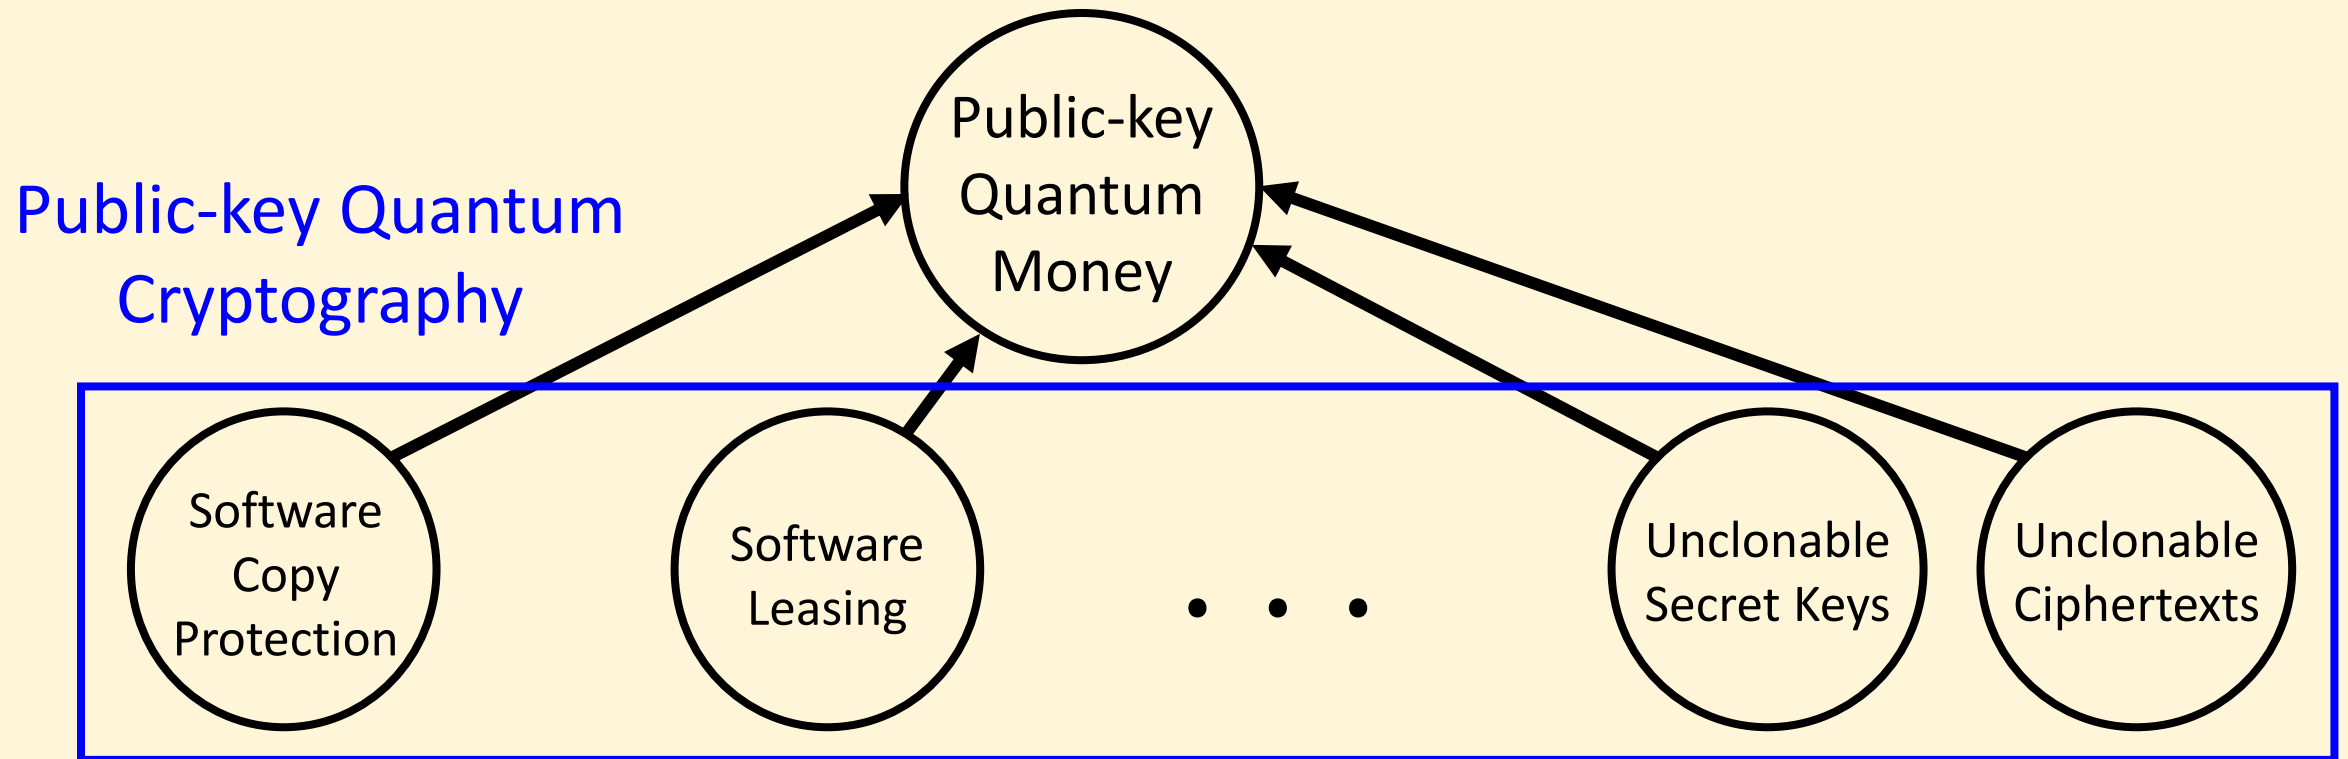 Public-key Quantum
Cryptography
Public-key
Quantum
Money
Software
Copy
Protection
Software
Leasing
. . .
Unclonable
Secret Keys
Unclonable
Ciphertexts